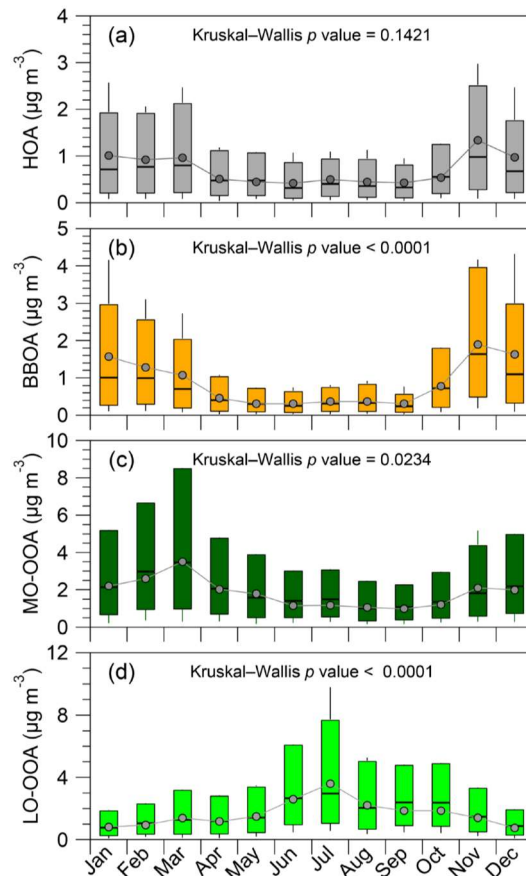 (a) Kruskal–Wallis p value = 0.1421
HOA (µg m⁻³)
4
3
2
1
0
(b) Kruskal–Wallis p value < 0.0001
BBOA (µg m⁻³)
5
4
3
2
1
0
(c) Kruskal–Wallis p value = 0.0234
MO-OOA (µg m⁻³)
10
8
6
4
2
0
(d) Kruskal–Wallis p value < 0.0001
LO-OOA (µg m⁻³)
12
8
4
0
Jan Feb Mar Apr May Jun Jul Aug Sep Oct Nov Dec